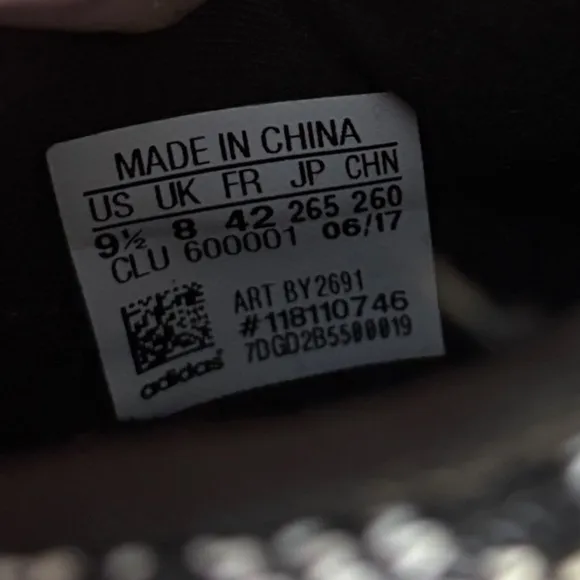 MADE IN CHINA
US UK FR JP CHN
9½ 8 42 265 260
CLU 600001 06/17
ART BY2691
#118110746
7DGD2B5500019
adidas